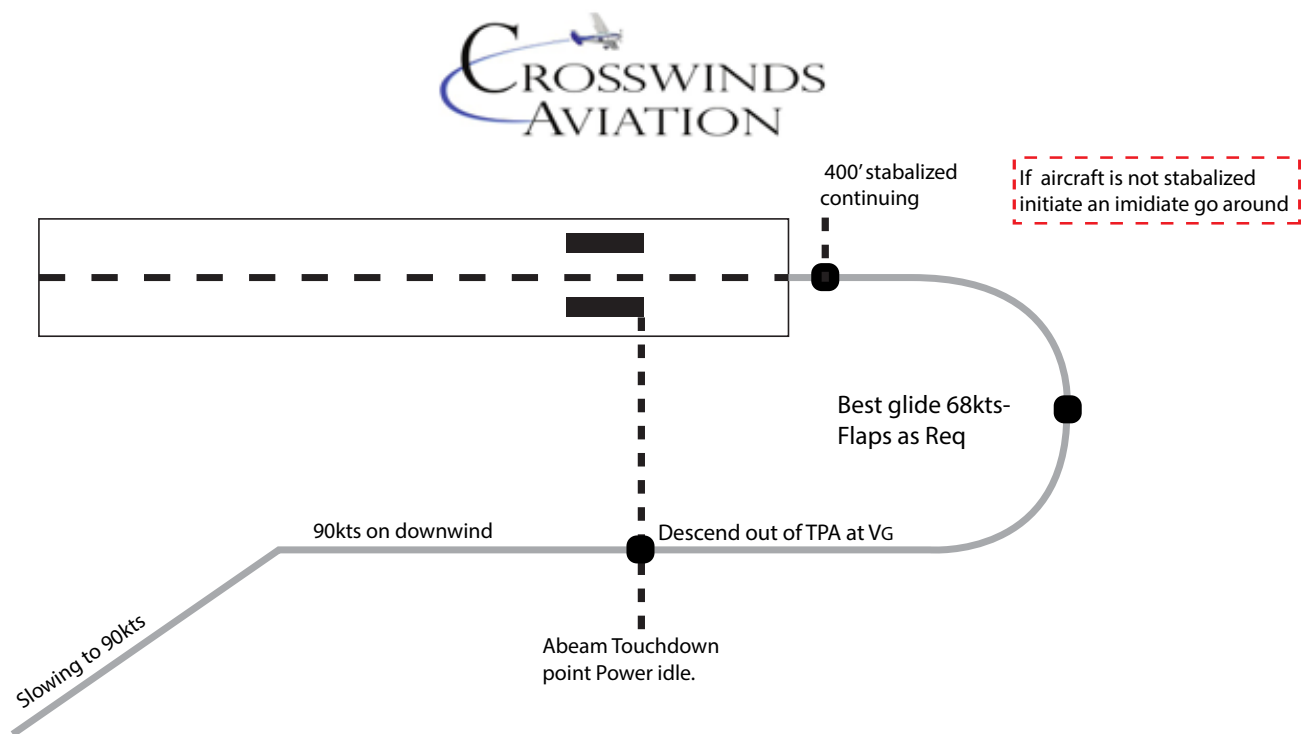 CROSSWINDS
AVIATION
400' stabalized
continuing
If aircraft is not stabalized
initiate an imidiate go around
Best glide 68kts-
Flaps as Req
90kts on downwind
Descend out of TPA at VG
Slowing to 90kts
Abeam Touchdown
point Power idle.